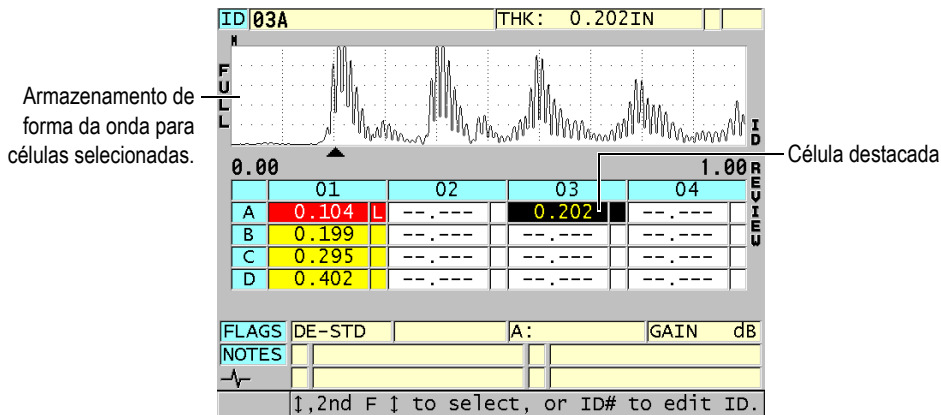 ID 03A THK: 0.202IN
M
FULL
Armazenamento de
forma da onda para
células selecionadas.
ID REVIEW
Célula destacada
0.00 1.00
01 02 03 04
A 0.104 L --.--- 0.202 --.---
B 0.199 --.--- --.--- --.---
C 0.295 --.--- --.--- --.---
D 0.402 --.--- --.--- --.---
FLAGS DE-STD A: GAIN dB
NOTES
↕,2nd F ↕ to select, or ID# to edit ID.